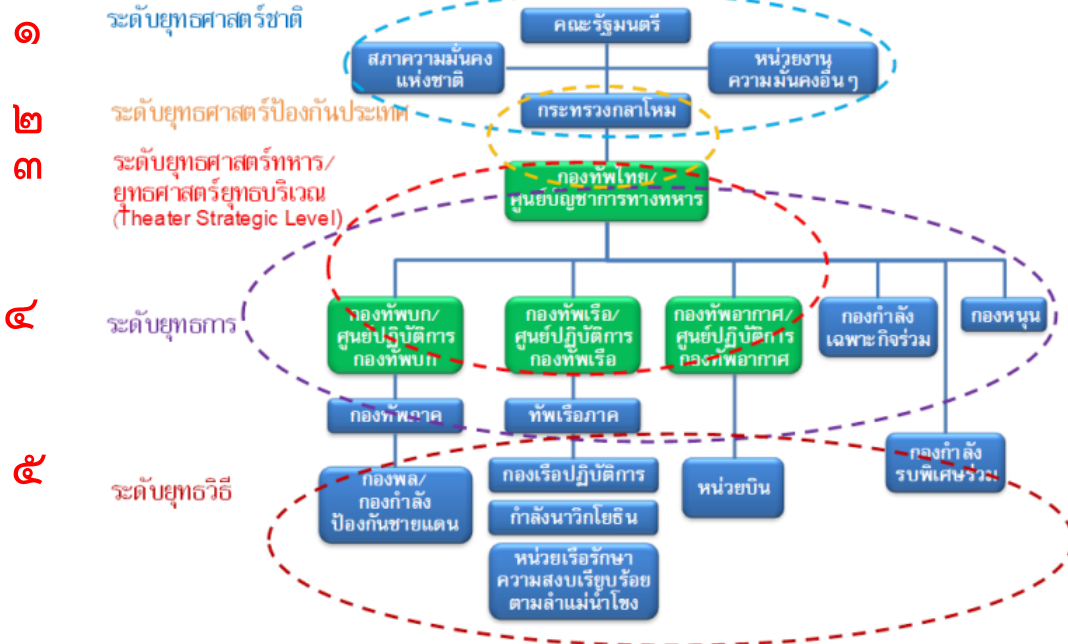 ๑
ระดับยุทธศาสตร์ชาติ
คณะรัฐมนตรี
สภาความมั่นคง
แห่งชาติ
หน่วยงาน
ความมั่นคงอื่น ๆ
๒
ระดับยุทธศาสตร์ป้องกันประเทศ
กระทรวงกลาโหม
๓
ระดับยุทธศาสตร์ทหาร/
ยุทธศาสตร์ยุทธบริเวณ
(Theater Strategic Level)
กองทัพไทย/
ศูนย์บัญชาการทางทหาร
๔
ระดับยุทธการ
กองทัพบก/
ศูนย์ปฏิบัติการ
กองทัพบก
กองทัพเรือ/
ศูนย์ปฏิบัติการ
กองทัพเรือ
กองทัพอากาศ/
ศูนย์ปฏิบัติการ
กองทัพอากาศ
กองกำลัง
เฉพาะกิจร่วม
กองหนุน
กองทัพภาค
ทัพเรือภาค
๕
ระดับยุทธวิธี
กองพล/
กองกำลัง
ป้องกันชายแดน
กองเรือปฏิบัติการ
กำลังนาวิกโยธิน
หน่วยเรือรักษา
ความสงบเรียบร้อย
ตามลำแม่น้ำโขง
หน่วยบิน
กองกำลัง
รบพิเศษร่วม